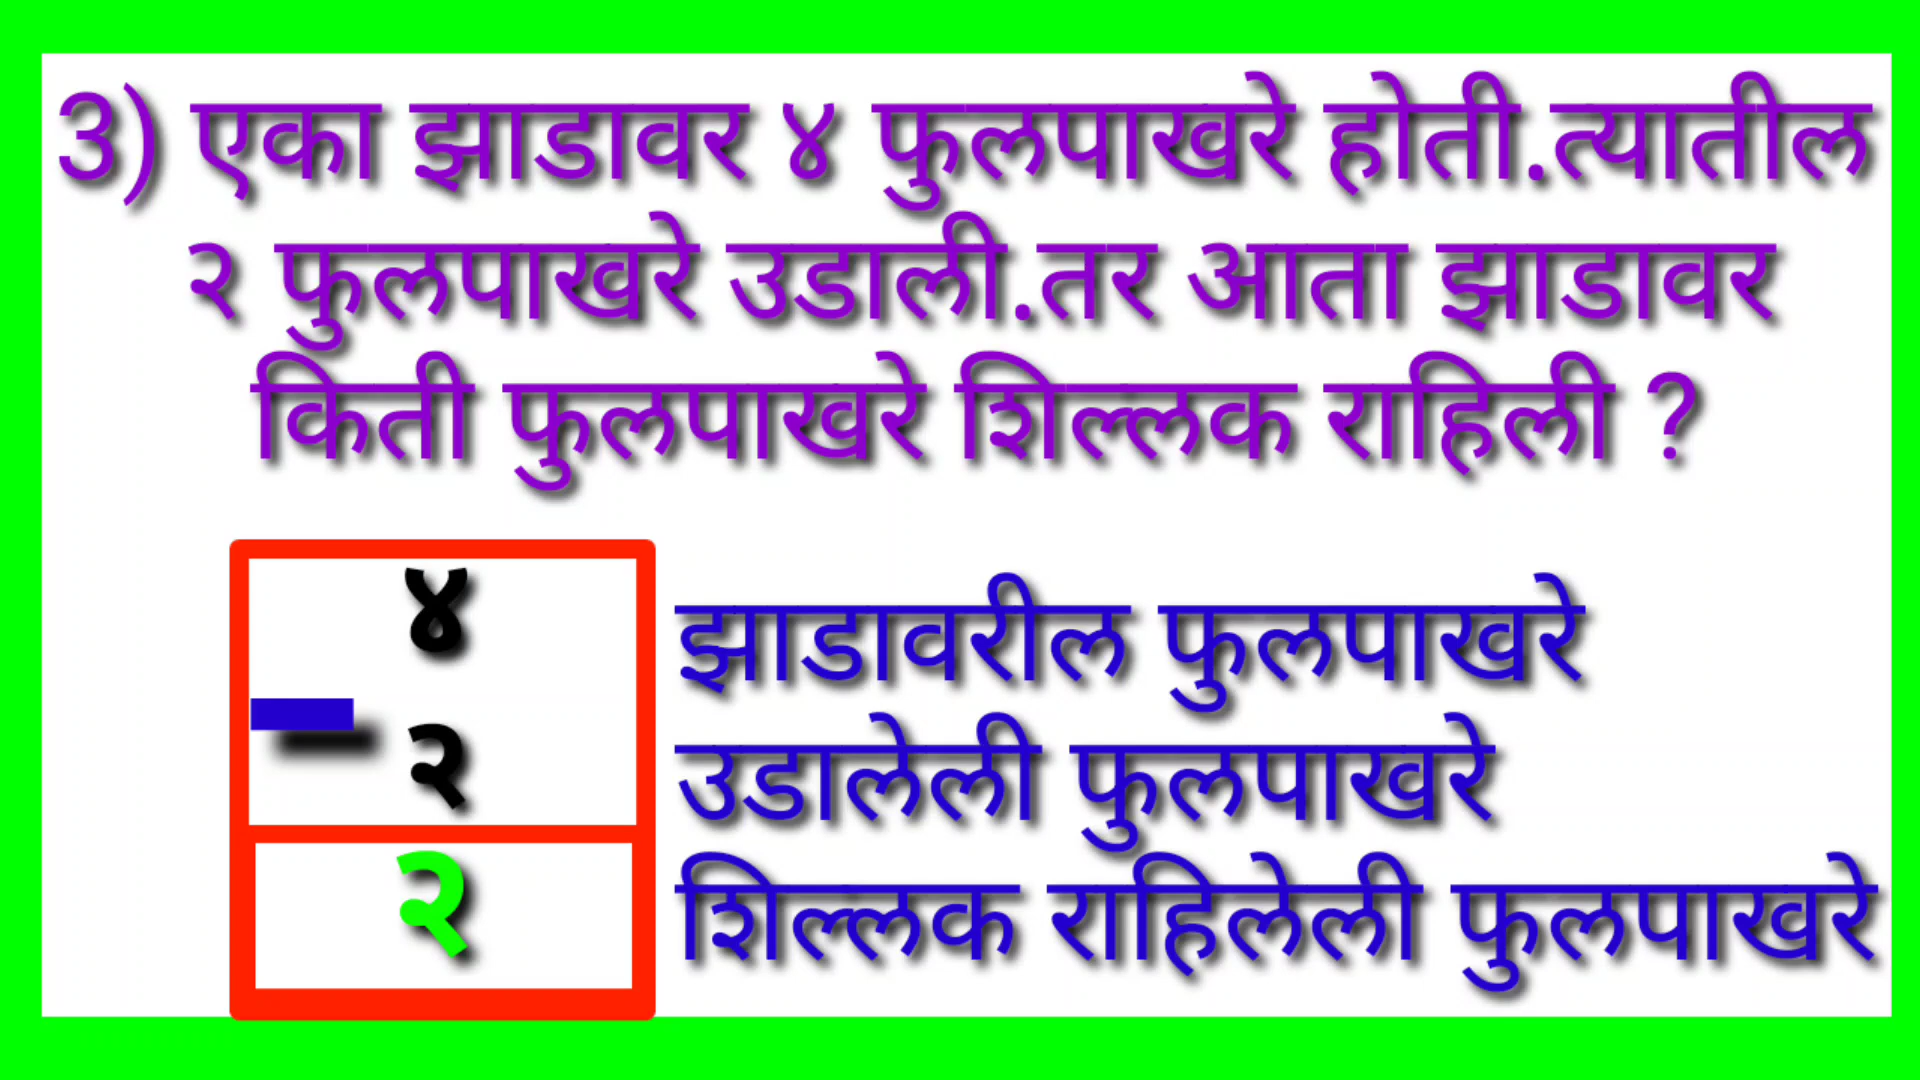 3) एका झाडावर ४ फुलपाखरे होती.त्यातील
२ फुलपाखरे उडाली.तर आता झाडावर
किती फुलपाखरे शिल्लक राहिली ?
४ झाडावरील फुलपाखरे
- २ उडालेली फुलपाखरे
२ शिल्लक राहिलेली फुलपाखरे